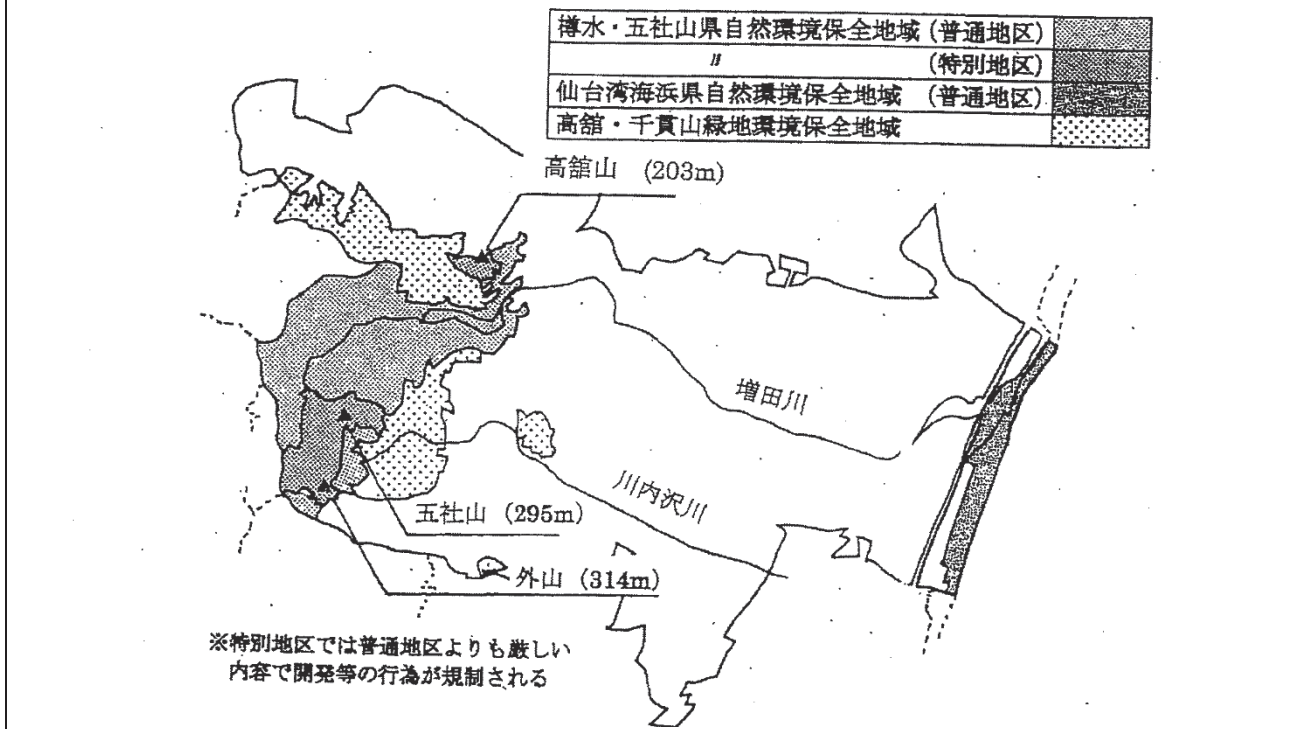 樽水・五社山県自然環境保全地域（普通地区）
〃（特別地区）
仙台湾海浜県自然環境保全地域（普通地区）
高舘・千貫山緑地環境保全地域
高舘山（203m）
増田川
川内沢川
五社山（295m）
外山（314m）
※特別地区では普通地区よりも厳しい
内容で開発等の行為が規制される